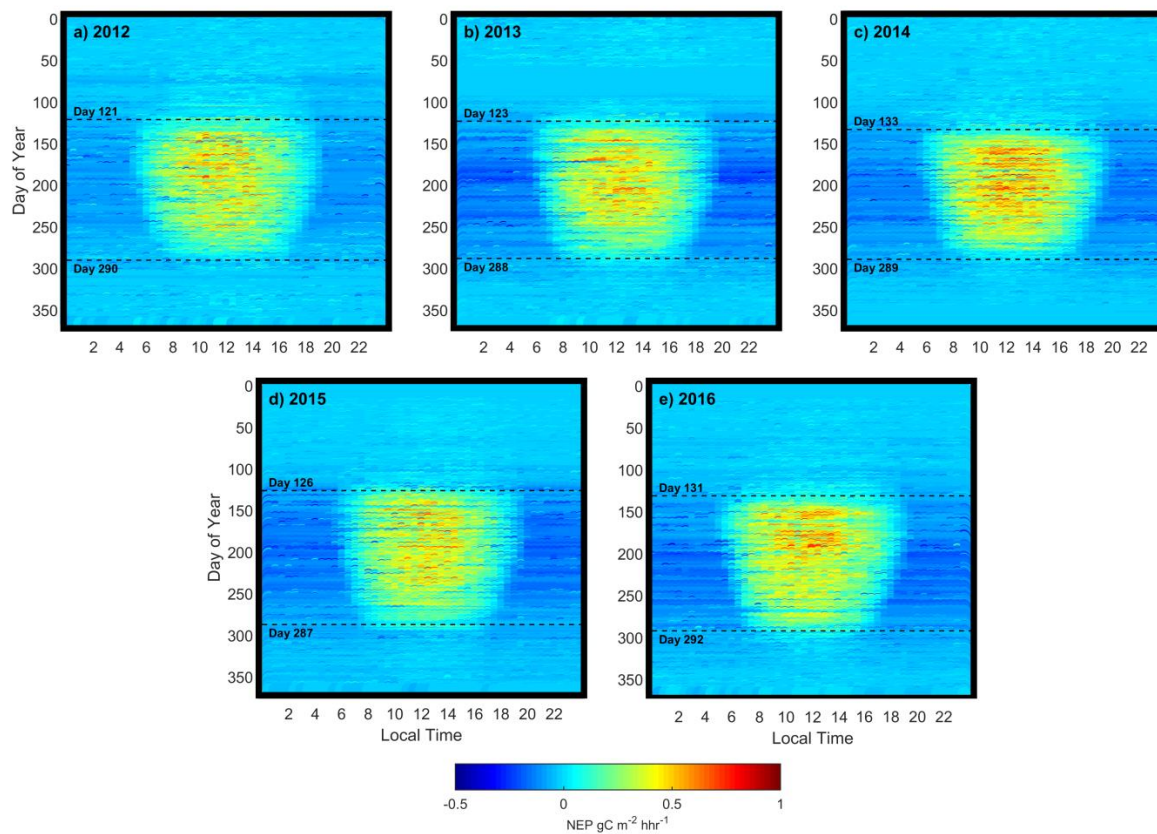 a) 2012
b) 2013
c) 2014
0
50
100
150
200
250
300
350
Day of Year
Day 121
Day 290
2 4 6 8 10 12 14 16 18 20 22
0
50
100
150
200
250
300
350
Day 123
Day 288
2 4 6 8 10 12 14 16 18 20 22
0
50
100
150
200
250
300
350
Day 133
Day 289
2 4 6 8 10 12 14 16 18 20 22
d) 2015
0
50
100
150
200
250
300
350
Day of Year
Day 126
Day 287
2 4 6 8 10 12 14 16 18 20 22
Local Time
e) 2016
0
50
100
150
200
250
300
350
Day 131
Day 292
2 4 6 8 10 12 14 16 18 20 22
Local Time
-0.5 0 0.5 1
NEP gC m⁻² hhr⁻¹